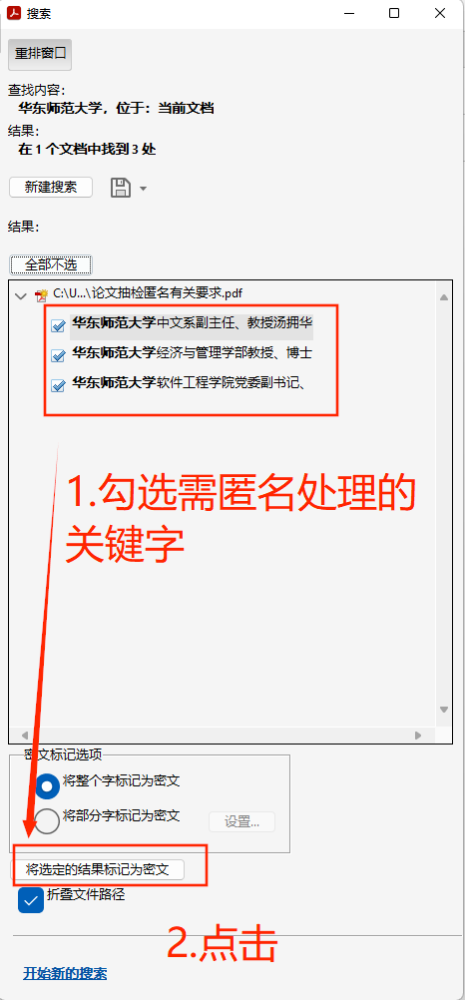 搜索
重排窗口
查找内容：
华东师范大学，位于：当前文档
结果：
在 1 个文档中找到 3 处
新建搜索
结果：
全部不选
C:\U...\论文抽检匿名有关要求.pdf
华东师范大学中文系副主任、教授汤拥华
华东师范大学经济与管理学部教授、博士
华东师范大学软件工程学院党委副书记、
1.勾选需匿名处理的
关键字
密文标记选项
将整个字标记为密文
将部分字标记为密文
设置...
将选定的结果标记为密文
折叠文件路径
2.点击
开始新的搜索